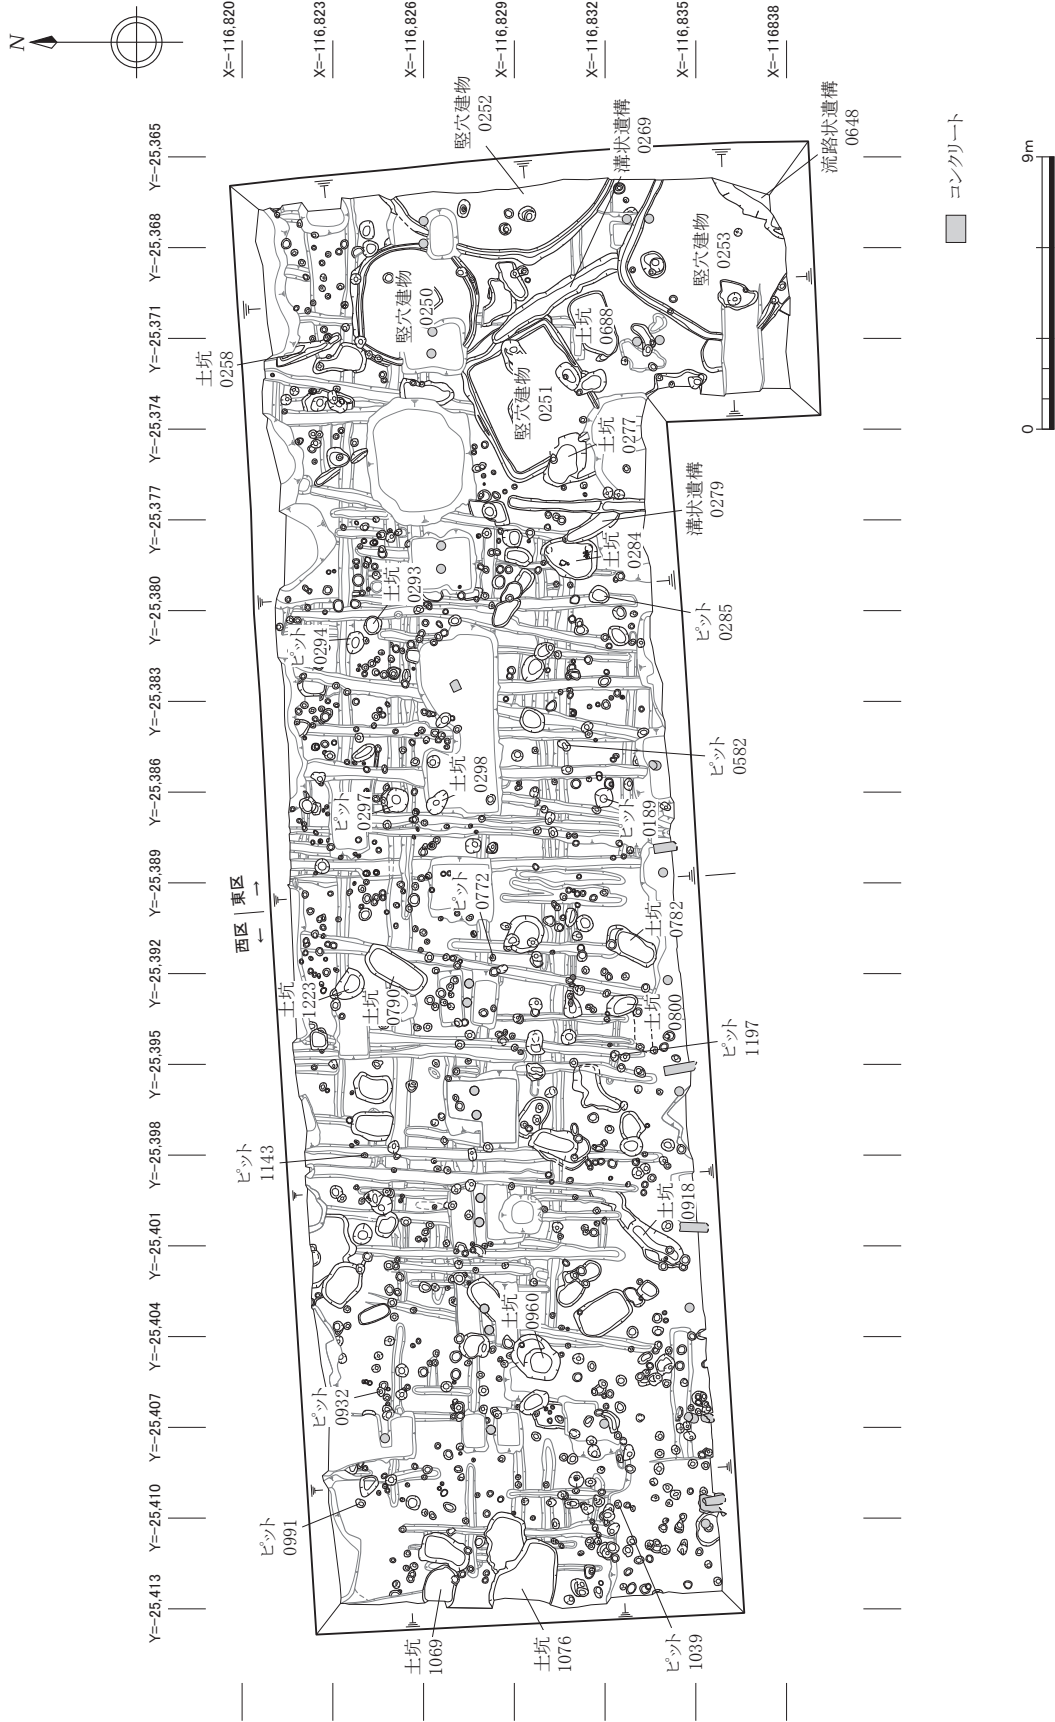 N
X=-116,820
X=-116,823
X=-116,826
X=-116,829
X=-116,832
X=-116,835
X=-116838
Y=-25,365
Y=-25,368
Y=-25,371
Y=-25,374
Y=-25,377
Y=-25,380
Y=-25,383
Y=-25,386
Y=-25,389
Y=-25,392
Y=-25,395
Y=-25,398
Y=-25,401
Y=-25,404
Y=-25,407
Y=-25,410
Y=-25,413
竪穴建物
0252
溝状遺構
0269
流路状遺構
0648
コンクリート
0
9m
竪穴建物
0253
竪穴建物
0250
土坑
0688
土坑
0258
竪穴建物
0251
土坑
0277
溝状遺構
0279
土坑
0284
土坑
0293
ピット
0294
ピット
0285
ピット
0582
土坑
0298
ピット
0297
ピット
0189
西区 東区
← →
ピット
0772
土坑
0782
土坑
1223
土坑
0790
土坑
0800
ピット
1197
ピット
1143
土坑
0918
土坑
0960
ピット
0932
ピット
0991
土坑
1069
土坑
1076
ピット
1039